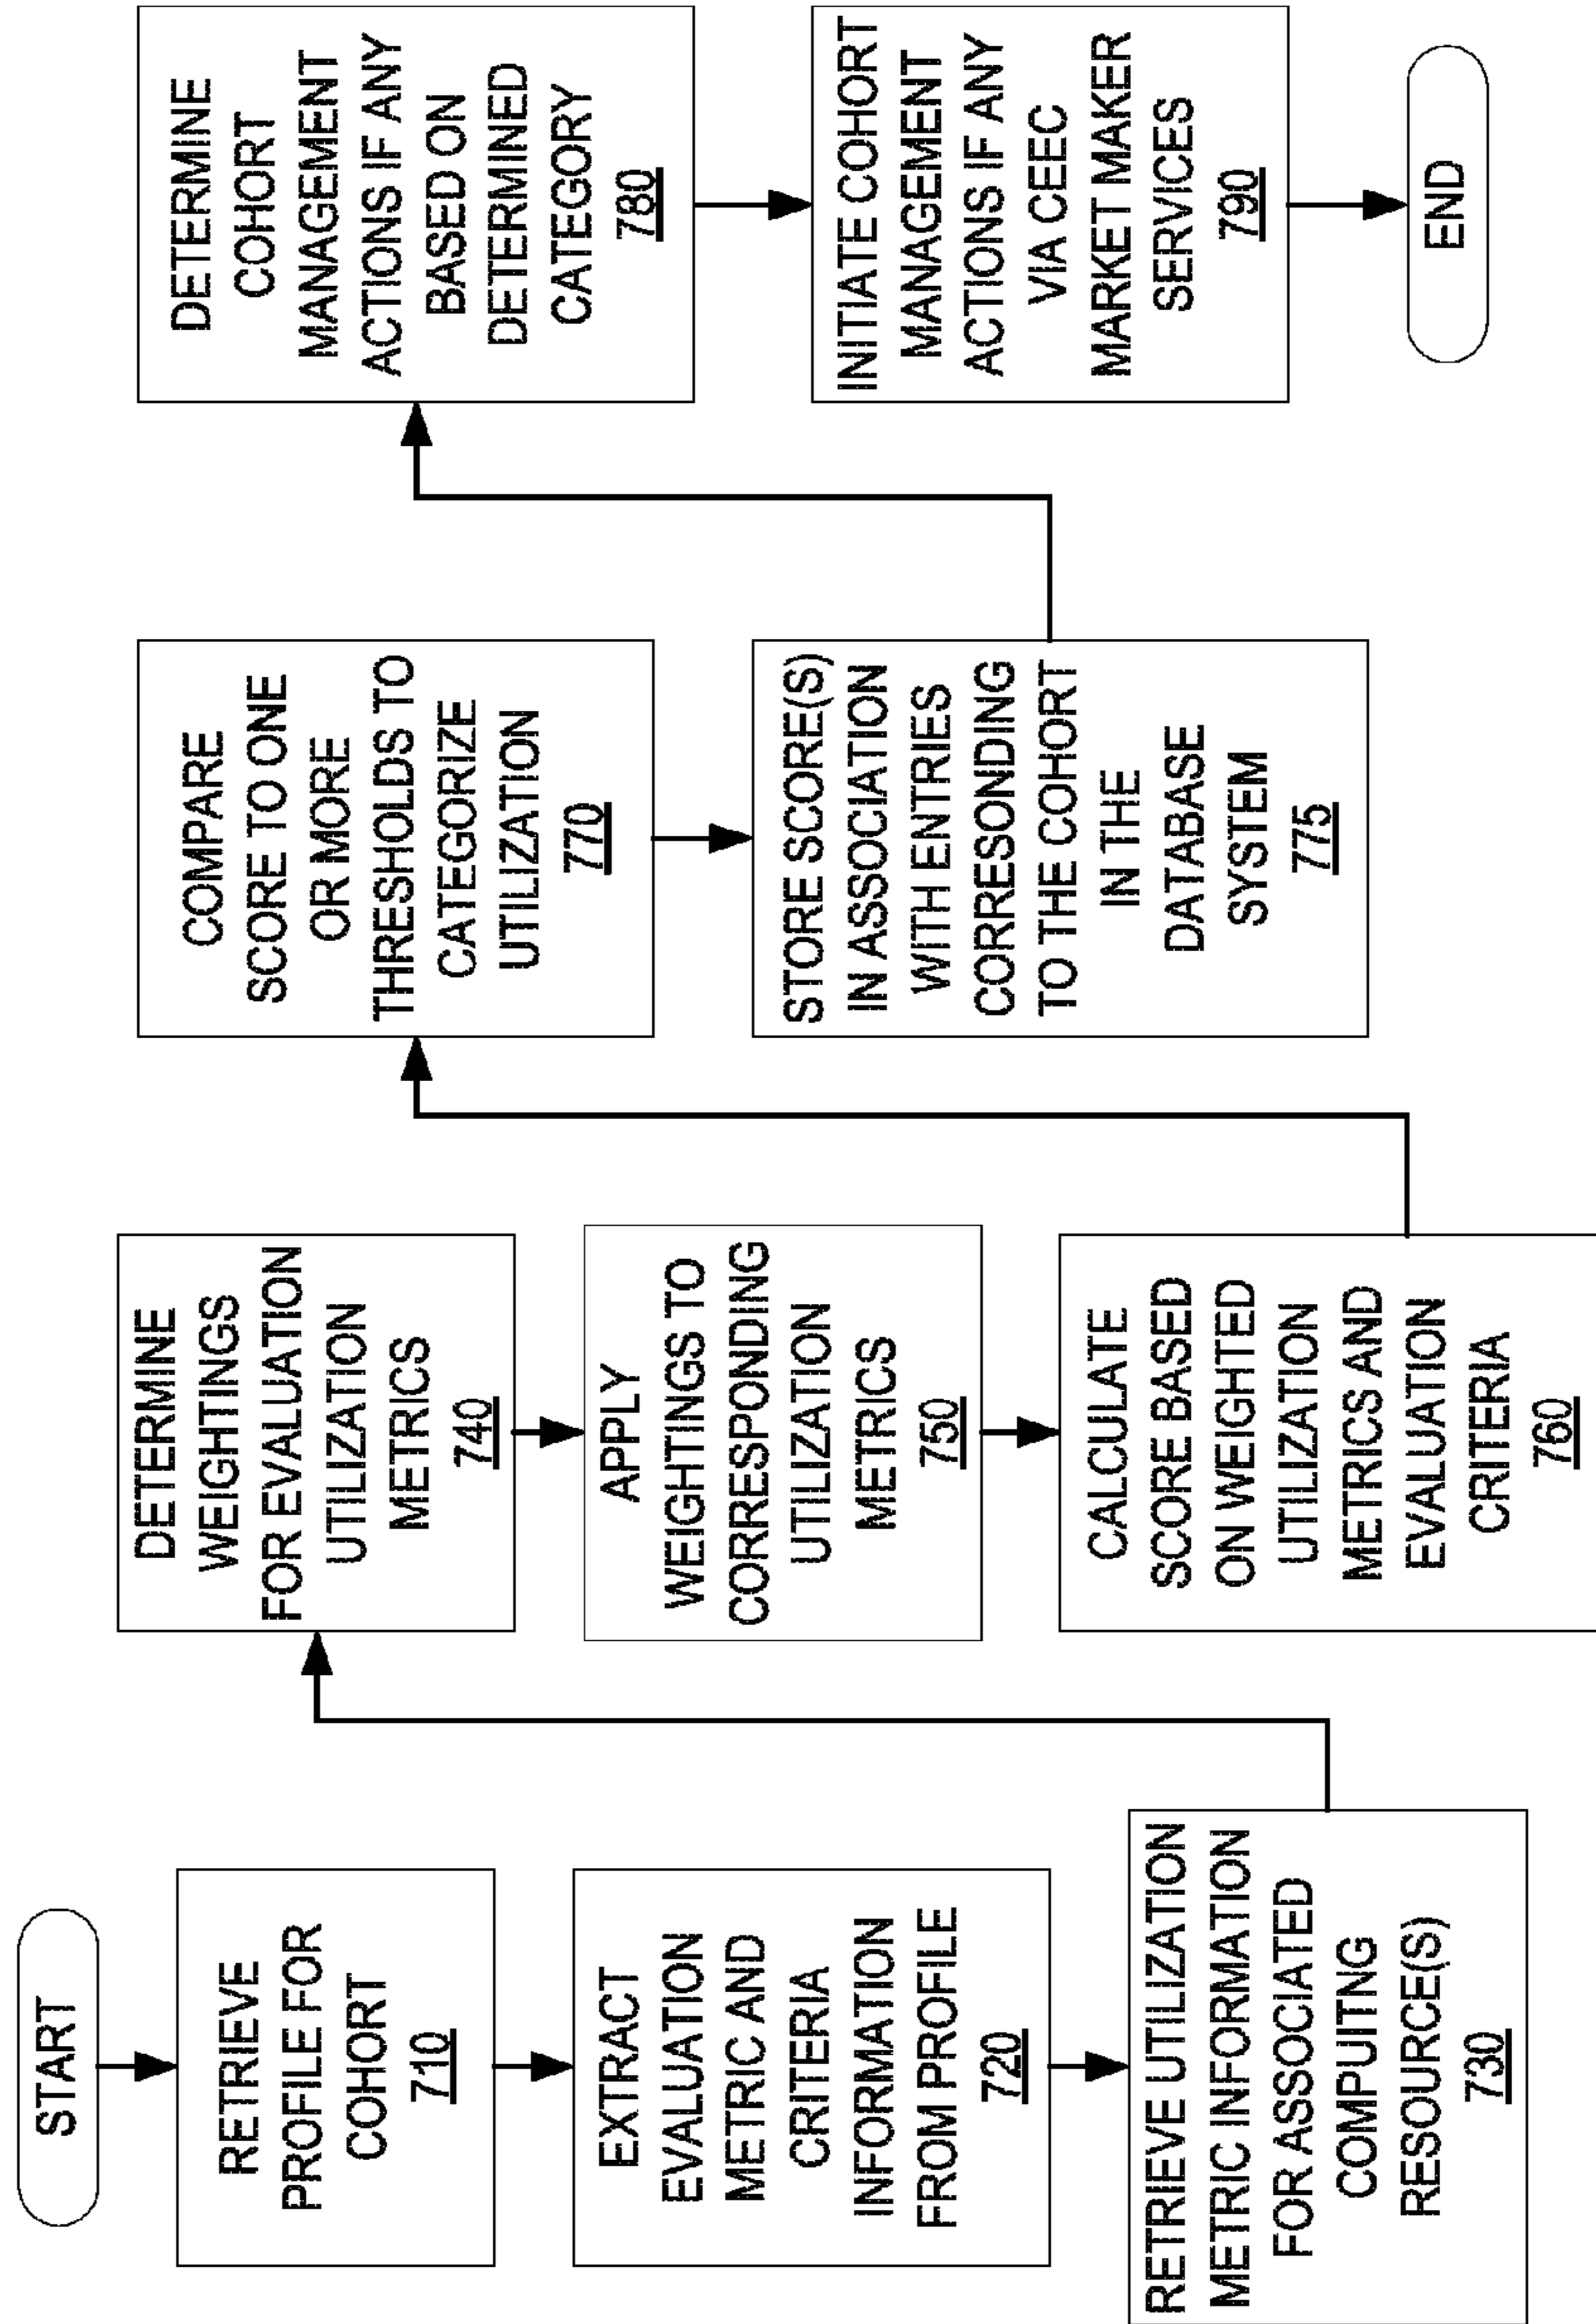 START
RETRIEVE
PROFILE FOR
COHORT
710
EXTRACT
EVALUATION
METRIC AND
CRITERIA
INFORMATION
FROM PROFILE
720
RETRIEVE UTILIZATION
METRIC INFORMATION
FOR ASSOCIATED
COMPUITNG
RESOURCE(S)
730
DETERMINE
WEIGHTINGS
FOR EVALUATION
UTILIZATION
METRICS
740
APPLY
WEIGHTINGS TO
CORRESPONDING
UTILIZATION
METRICS
750
CALCULATE
SCORE BASED
ON WEIGHTED
UTILIZATION
METRICS AND
EVALUATION
CRITERIA
760
COMPARE
SCORE TO ONE
OR MORE
THRESHOLDS TO
CATEGORIZE
UTILIZATION
770
STORE SCORE(S)
IN ASSOCIATION
WITH ENTRIES
CORRESONDING
TO THE COHORT
IN THE
DATABASE
SYSTEM
775
DETERMINE
COHORT
MANAGEMENT
ACTIONS IF ANY
BASED ON
DETERMINED
CATEGORY
780
INITIATE COHORT
MANAGEMENT
ACTIONS IF ANY
VIA CEEC
MARKET MAKER
SERVICES
790
END